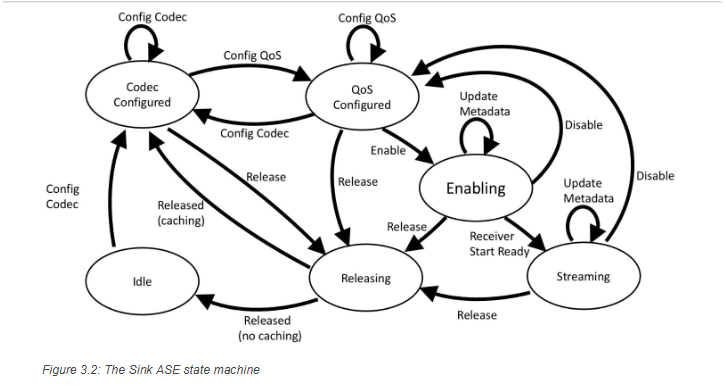 Config Codec
Config QoS
Config QoS
Codec
Configured
QoS
Configured
Update
Metadata
Config Codec
Disable
Enable
Release
Release
Enabling
Update
Metadata
Disable
Config
Codec
Released
(caching)
Release
Receiver
Start Ready
Idle
Releasing
Streaming
Released
(no caching)
Release
Figure 3.2: The Sink ASE state machine